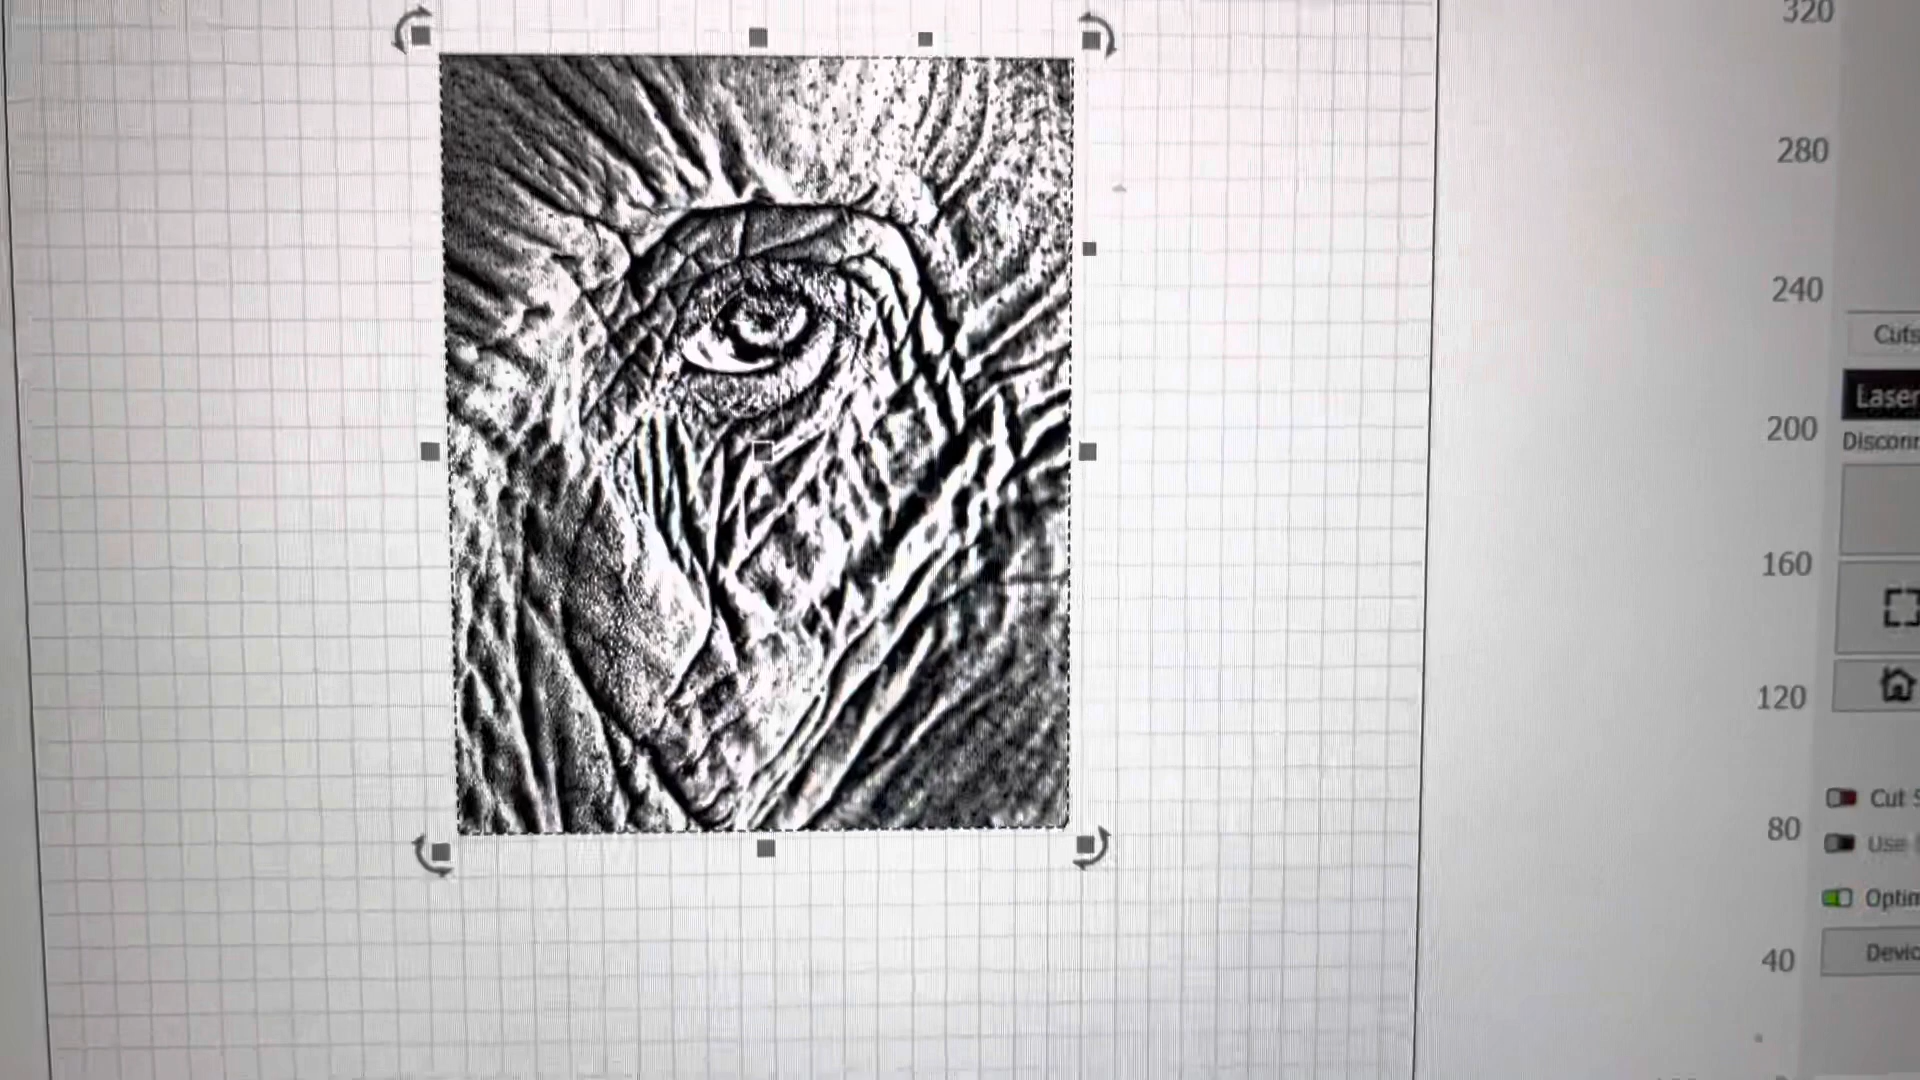 320
280
240
Cuts
Laser
200
Disconn
160
120
Cut S
80
Use
Optim
Devic
40